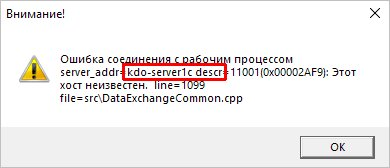 Внимание!
Ошибка соединения с рабочим процессом
server_addr=kdo-server1c descr=11001(0x00002AF9): Этот
хост неизвестен.  line=1099
file=src\DataExchangeCommon.cpp
OK